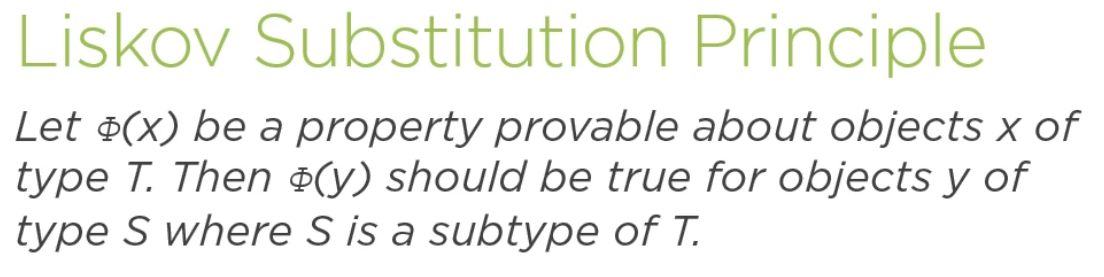 Liskov Substitution Principle
Let Φ(x) be a property provable about objects x of
type T. Then Φ(y) should be true for objects y of
type S where S is a subtype of T.